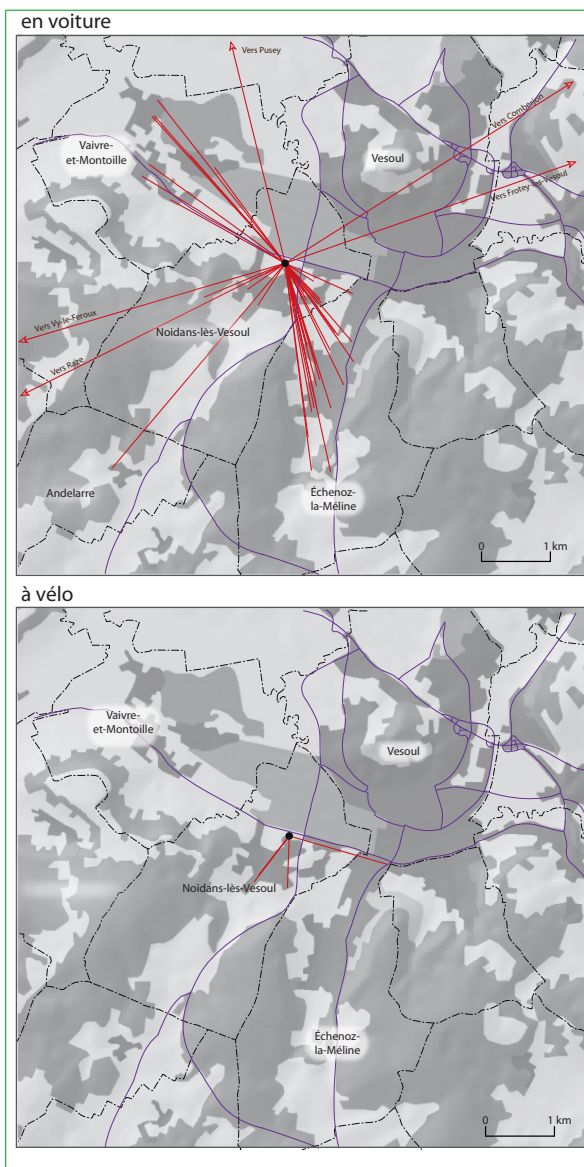 en voiture
Vers Pusey
Vers Comberjon
Vaivre-
et-Montoille
Vesoul
Vers Frotey-lès-Vesoul
Vers Vy-le-Ferroux
Noidans-lès-Vesoul
Vers Raze
Andelarre
Échenoz-
la-Méline
0 1 km
à vélo
Vaivre-
et-Montoille
Vesoul
Noidans-lès-Vesoul
Échenoz-
la-Méline
0 1 km